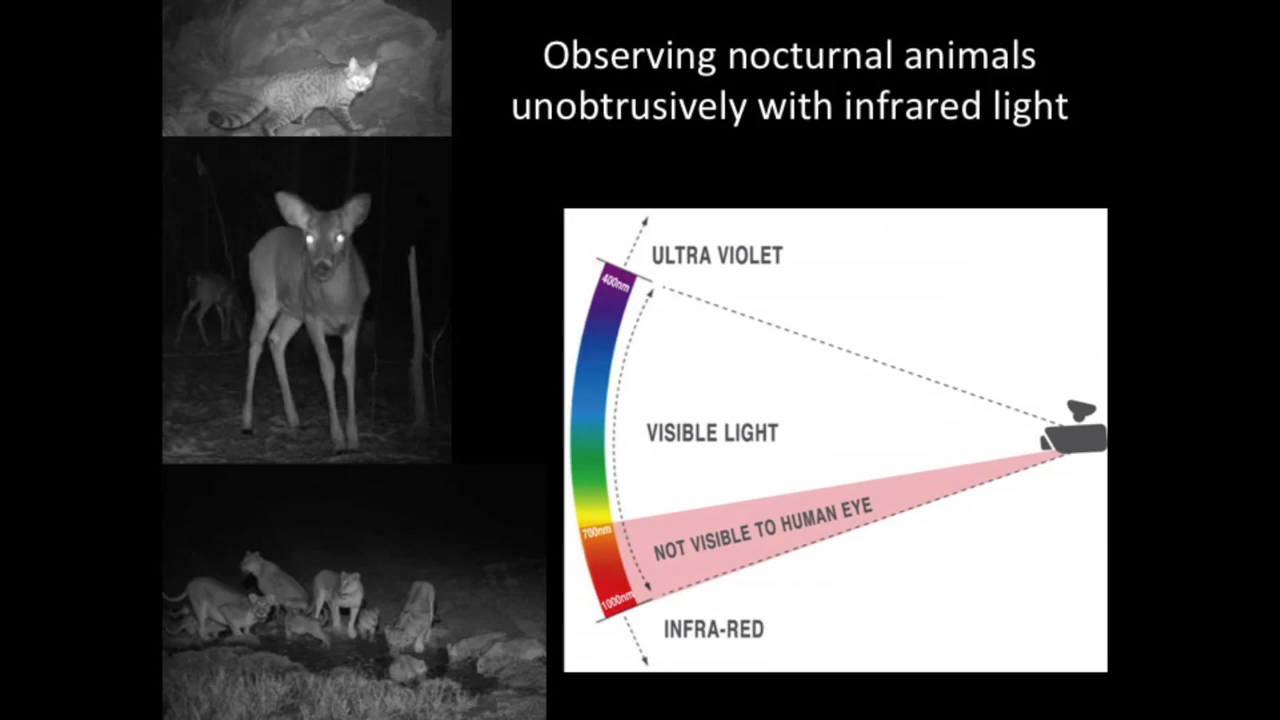 Observing nocturnal animals
unobtrusively with infrared light
ULTRA VIOLET
400nm
VISIBLE LIGHT
700nm
NOT VISIBLE TO HUMAN EYE
1000nm
INFRA-RED